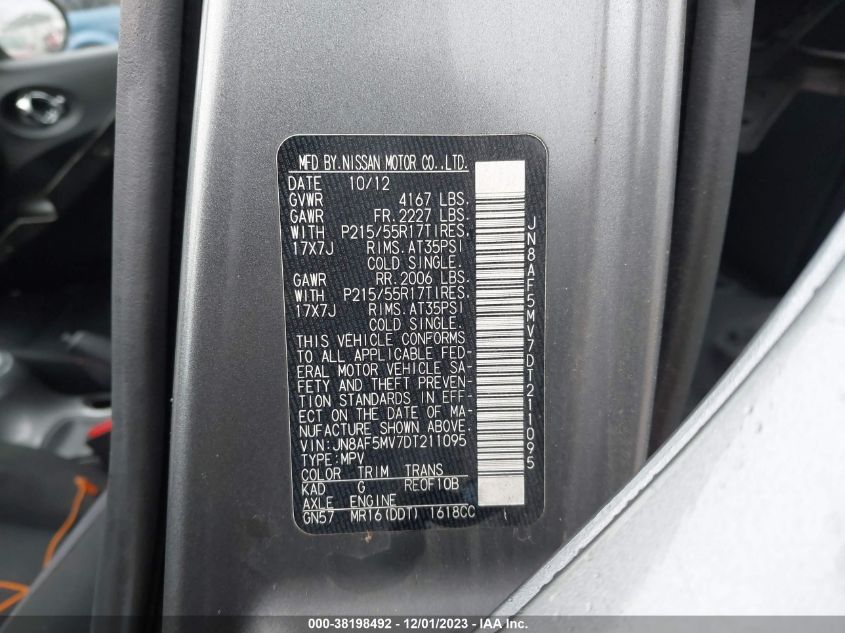 MFD BY.NISSAN MOTOR CO.,LTD.
DATE 10/12
GVWR 4167 LBS.
GAWR FR.2227 LBS.
WITH P215/55R17TIRES.
17X7J RIMS.AT35PSI
COLD SINGLE.
GAWR RR.2006 LBS.
WITH P215/55R17TIRES.
17X7J RIMS.AT35PSI
COLD SINGLE.
THIS VEHICLE CONFORMS
TO ALL APPLICABLE FED-
ERAL MOTOR VEHICLE SA-
FETY AND THEFT PREVEN-
TION STANDARDS IN EFF-
ECT ON THE DATE OF MA-
NUFACTURE SHOWN ABOVE.
VIN:JN8AF5MV7DT211095
TYPE:MPV
COLOR TRIM TRANS
KAD G RE0F10B
AXLE ENGINE
GN57 MR16(DDT) 1618CC
JN8AF5MV7DT211095
000-38198492 - 12/01/2023 - IAA Inc.